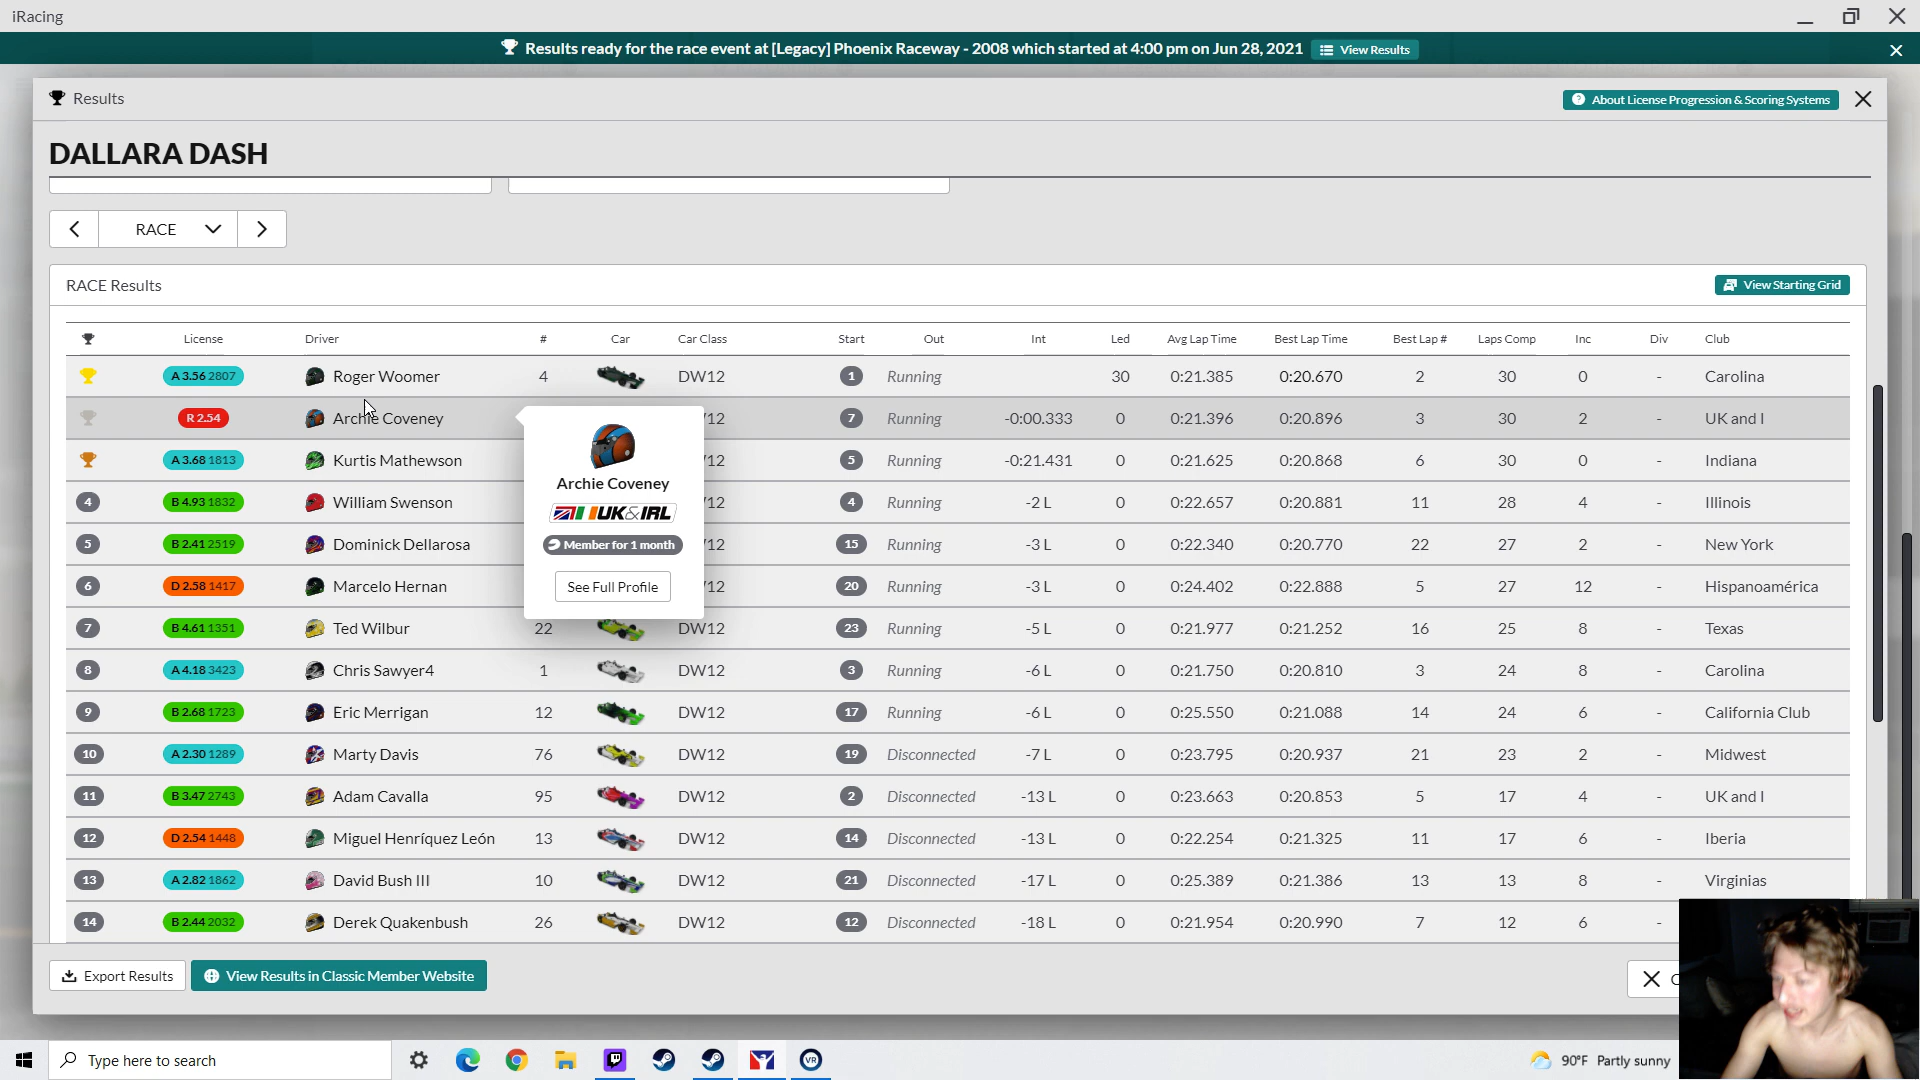 iRacing
Results ready for the race event at [Legacy] Phoenix Raceway - 2008 which started at 4:00 pm on Jun 28, 2021 View Results
Results About License Progression & Scoring Systems
DALLARA DASH
RACE
RACE Results View Starting Grid
License Driver # Car Car Class Start Out Int Led Avg Lap Time Best Lap Time Best Lap # Laps Comp Inc Div Club
A 3.56 2807 Roger Woomer 4 DW12 1 Running 30 0:21.385 0:20.670 2 30 0 - Carolina
R 2.54 Archie Coveney 12 7 Running -0:00.333 0 0:21.396 0:20.896 3 30 2 - UK and I
A 3.68 1813 Kurtis Mathewson 12 5 Running -0:21.431 0 0:21.625 0:20.868 6 30 0 - Indiana
4 B 4.93 1832 William Swenson 12 4 Running -2 L 0 0:22.657 0:20.881 11 28 4 - Illinois
5 B 2.41 2519 Dominick Dellarosa 12 15 Running -3 L 0 0:22.340 0:20.770 22 27 2 - New York
6 D 2.58 1417 Marcelo Hernan 12 20 Running -3 L 0 0:24.402 0:22.888 5 27 12 - Hispanoamérica
7 B 4.61 1351 Ted Wilbur 22 DW12 23 Running -5 L 0 0:21.977 0:21.252 16 25 8 - Texas
8 A 4.18 3423 Chris Sawyer4 1 DW12 3 Running -6 L 0 0:21.750 0:20.810 3 24 8 - Carolina
9 B 2.68 1723 Eric Merrigan 12 DW12 17 Running -6 L 0 0:25.550 0:21.088 14 24 6 - California Club
10 A 2.30 1289 Marty Davis 76 DW12 19 Disconnected -7 L 0 0:23.795 0:20.937 21 23 2 - Midwest
11 B 3.47 2743 Adam Cavalla 95 DW12 2 Disconnected -13 L 0 0:23.663 0:20.853 5 17 4 - UK and I
12 D 2.54 1448 Miguel Henríquez León 13 DW12 14 Disconnected -13 L 0 0:22.254 0:21.325 11 17 6 - Iberia
13 A 2.82 1862 David Bush III 10 DW12 21 Disconnected -17 L 0 0:25.389 0:21.386 13 13 8 - Virginias
14 B 2.44 2032 Derek Quakenbush 26 DW12 12 Disconnected -18 L 0 0:21.954 0:20.990 7 12 6 -
Archie Coveney
UK&IRL
Member for 1 month
See Full Profile
Export Results View Results in Classic Member Website
Type here to search VR 90°F Partly sunny